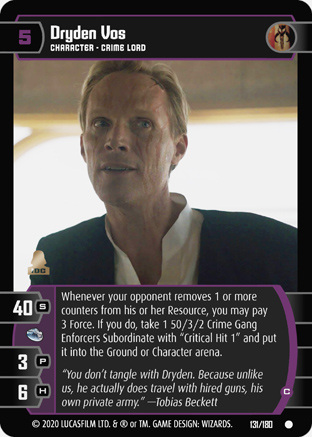 5
Dryden Vos
CHARACTER • CRIME LORD
40 S
3 P
6 H
Whenever your opponent removes 1 or more
counters from his or her Resource, you may pay
3 Force. If you do, take 1 50/3/2 Crime Gang
Enforcers Subordinate with “Critical Hit 1” and put
it into the Ground or Character arena.
“You don’t tangle with Dryden. Because unlike
us, he actually does travel with hired guns, his
own private army.” —Tobias Beckett
C
© 2020 LUCASFILM LTD. & ® or TM. GAME DESIGN: WIZARDS.
131/180